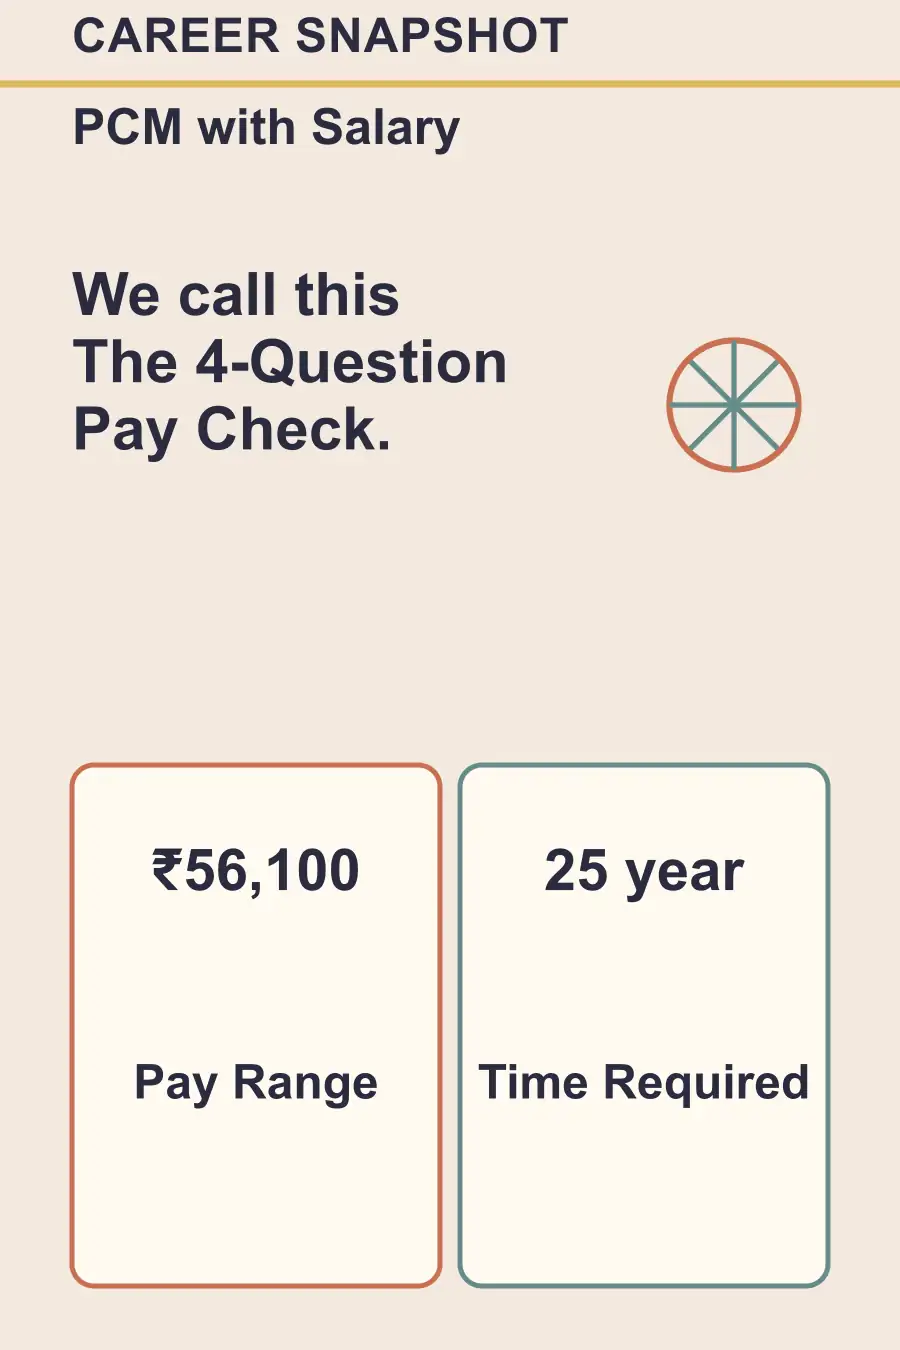 CAREER SNAPSHOT
PCM with Salary
We call this
The 4-Question
Pay Check.
₹56,100
Pay Range
25 year
Time Required